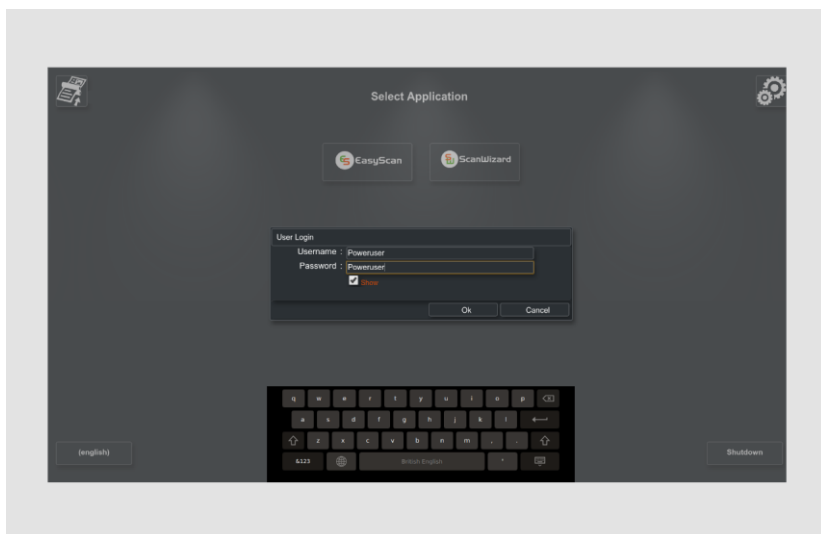 Select Application
EasyScan
ScanWizard
User Login
Username : Poweruser
Password : Poweruser
Show
Ok Cancel
q w e r t y u i o p
a s d f g h j k l
z x c v b n m , .
&123 British English '
(english) Shutdown